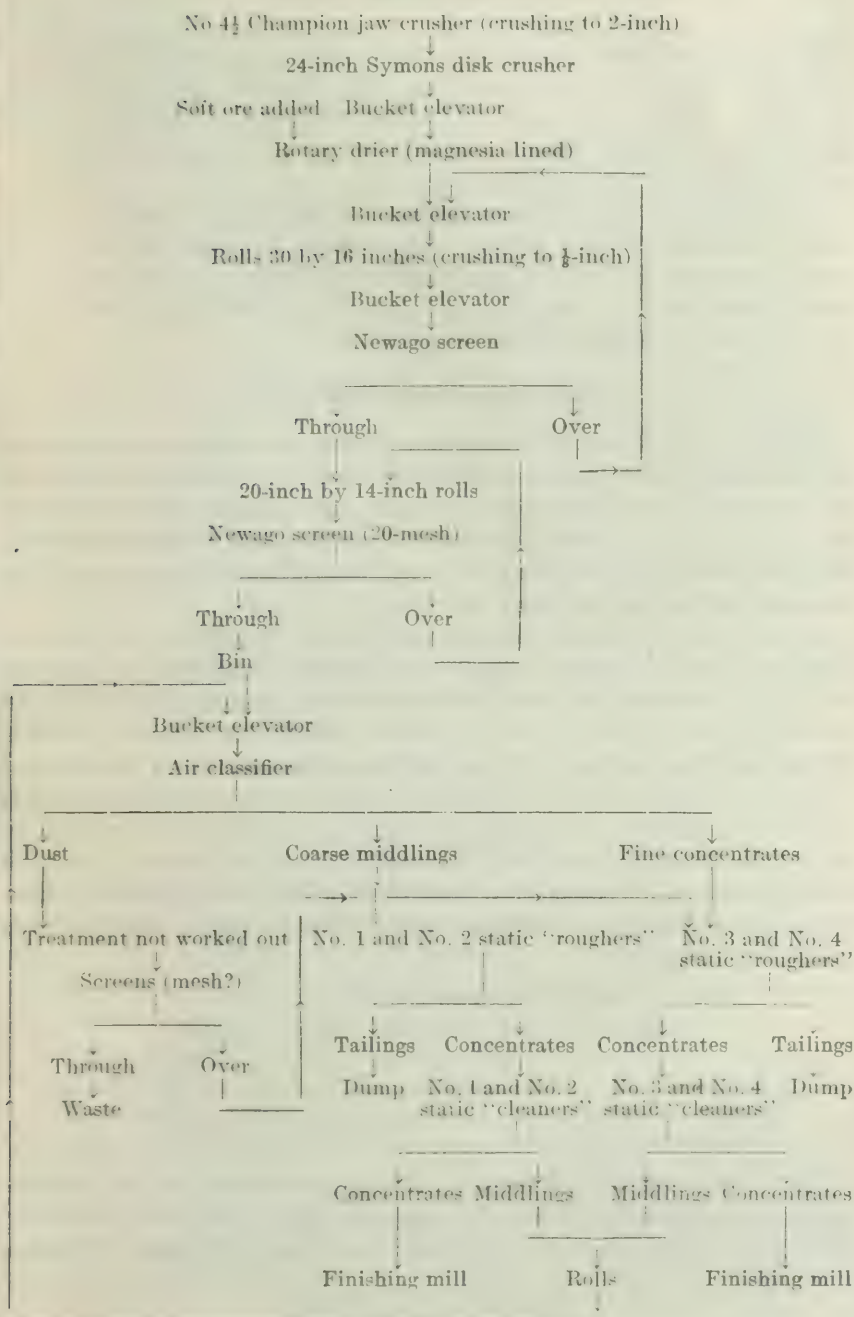 No 4½ Champion jaw crusher (crushing to 2-inch)
24-inch Symons disk crusher
Soft ore added Bucket elevator
Rotary drier (magnesia lined)
Bucket elevator
Rolls 30 by 16 inches (crushing to ⅛-inch)
Bucket elevator
Newago screen
Through Over
20-inch by 14-inch rolls
Newago screen (20-mesh)
Through Over
Bin
Bucket elevator
Air classifier
Dust Coarse middlings Fine concentrates
Treatment not worked out No. 1 and No. 2 static "roughers" No. 3 and No. 4
static "roughers"
Screens (mesh?)
Tailings Concentrates Concentrates Tailings
Through Over
Dump No. 1 and No. 2 No. 3 and No. 4 Dump
Waste static "cleaners" static "cleaners"
Concentrates Middlings Middlings Concentrates
Finishing mill Rolls Finishing mill